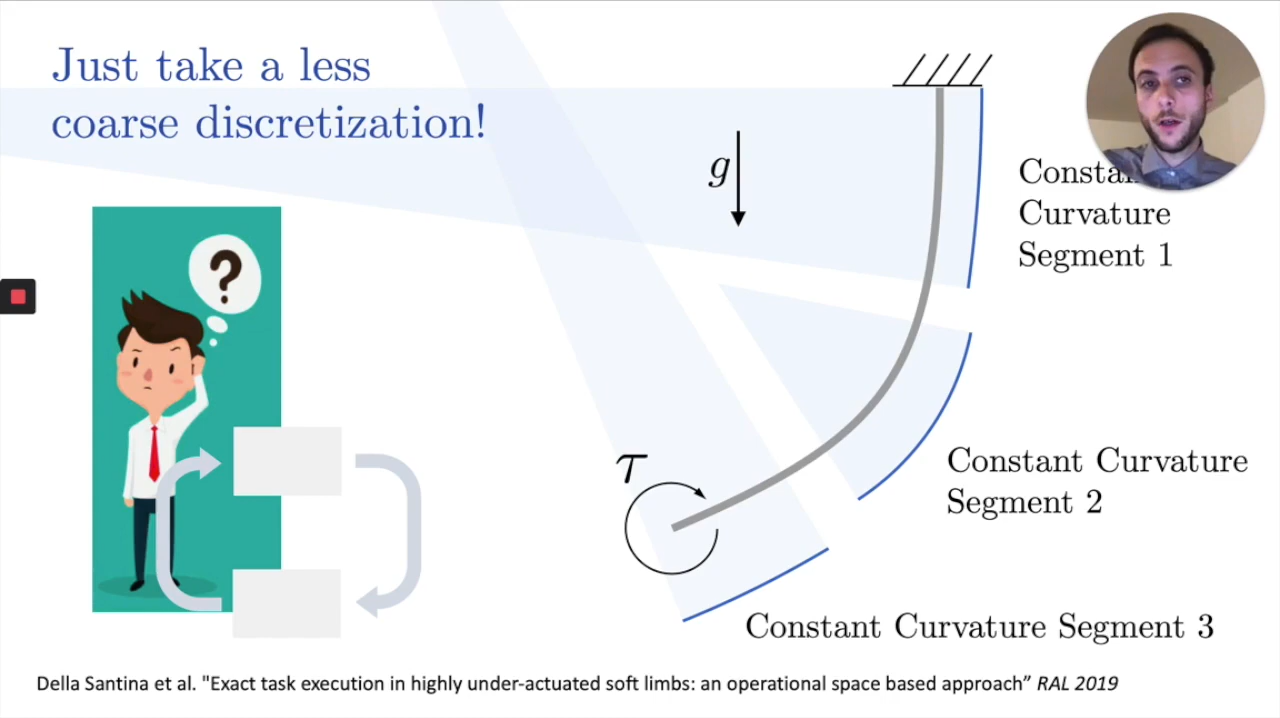 Just take a less
coarse discretization!
g
Curvature
Segment 1
?
τ
Constant Curvature
Segment 2
Constant Curvature Segment 3
Della Santina et al. "Exact task execution in highly under-actuated soft limbs: an operational space based approach” RAL 2019